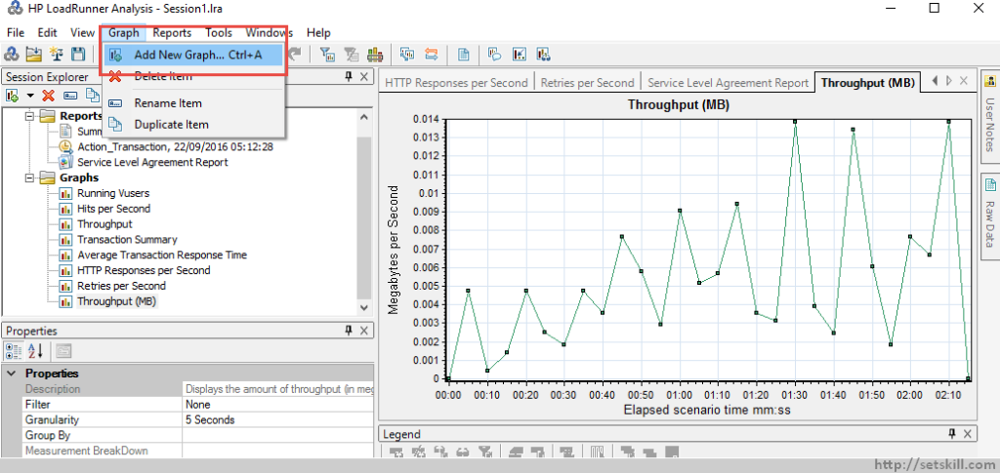 HP LoadRunner Analysis - Session1.lra
File Edit View Graph Reports Tools Windows Help
Add New Graph... Ctrl+A
Delete Item
Rename Item
Duplicate Item
Session Explorer
Reports
Action_Transaction, 22/09/2016 05:12:28
Service Level Agreement Report
Graphs
Running Vusers
Hits per Second
Throughput
Transaction Summary
Average Transaction Response Time
HTTP Responses per Second
Retries per Second
Throughput (MB)
Properties
Properties
Description Displays the amount of throughput (in
Filter None
Granularity 5 Seconds
Group By
Measurement BreakDown
HTTP Responses per Second Retries per Second Service Level Agreement Report Throughput (MB)
Throughput (MB)
0.014
0.013
0.012
0.011
0.01
0.009
0.008
0.007
0.006
0.005
0.004
0.003
0.002
0.001
0
Megabytes per Second
00:00 00:10 00:20 00:30 00:40 00:50 01:00 01:10 01:20 01:30 01:40 01:50 02:00 02:10
Elapsed scenario time mm:ss
Legend
User Notes
Raw Data
http://setskill.com